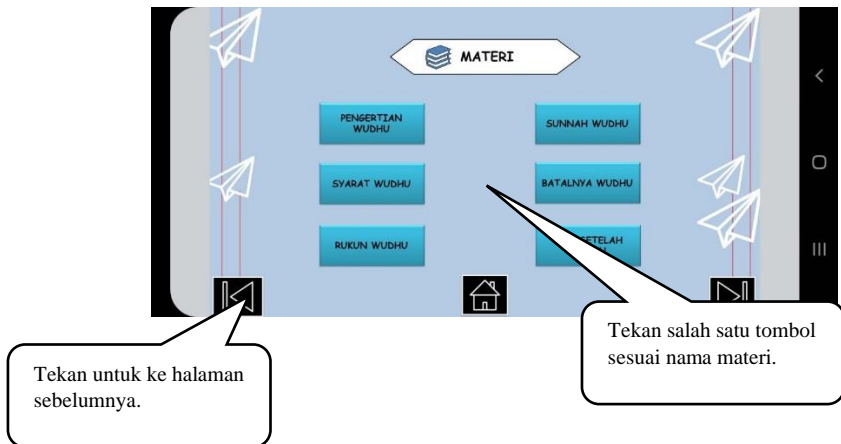 MATERI
PENGERTIAN
WUDHU
SUNNAH WUDHU
SYARAT WUDHU
BATALNYA WUDHU
RUKUN WUDHU
SETELAH
Tekan salah satu tombol
sesuai nama materi.
Tekan untuk ke halaman
sebelumnya.